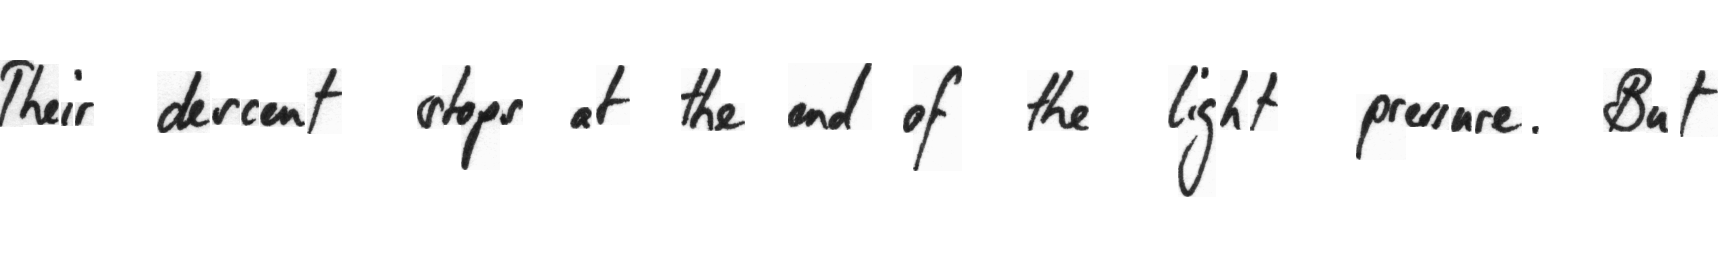 Their descent stops at the end of the light pressure. But